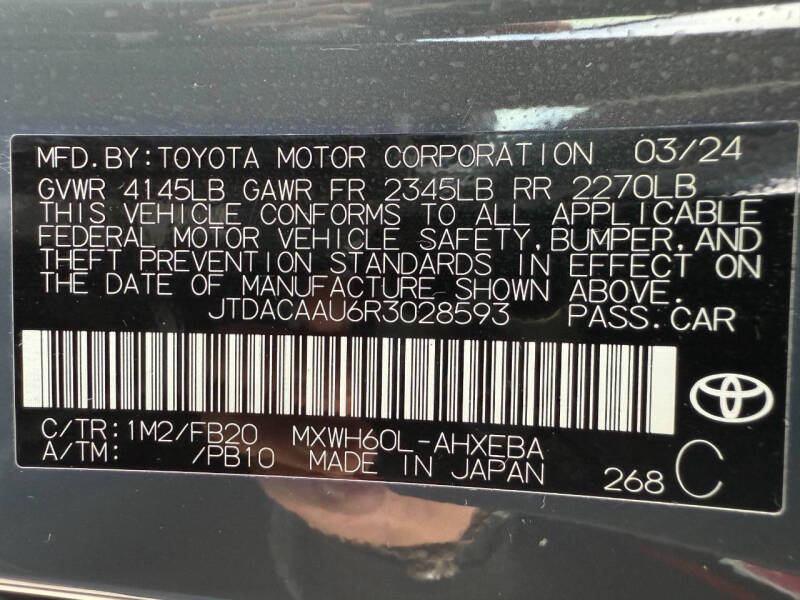 MFD.BY:TOYOTA MOTOR CORPORATION 03/24
GVWR 4145LB GAWR FR 2345LB RR 2270LB
THIS VEHICLE CONFORMS TO ALL APPLICABLE
FEDERAL MOTOR VEHICLE SAFETY,BUMPER,AND
THEFT PREVENTION STANDARDS IN EFFECT ON
THE DATE OF MANUFACTURE SHOWN ABOVE.
JTDACAAU6R3028593 PASS.CAR
C/TR:1M2/FB20 MXWH60L-AHXEBA
A/TM: /PB10 MADE IN JAPAN 268 C